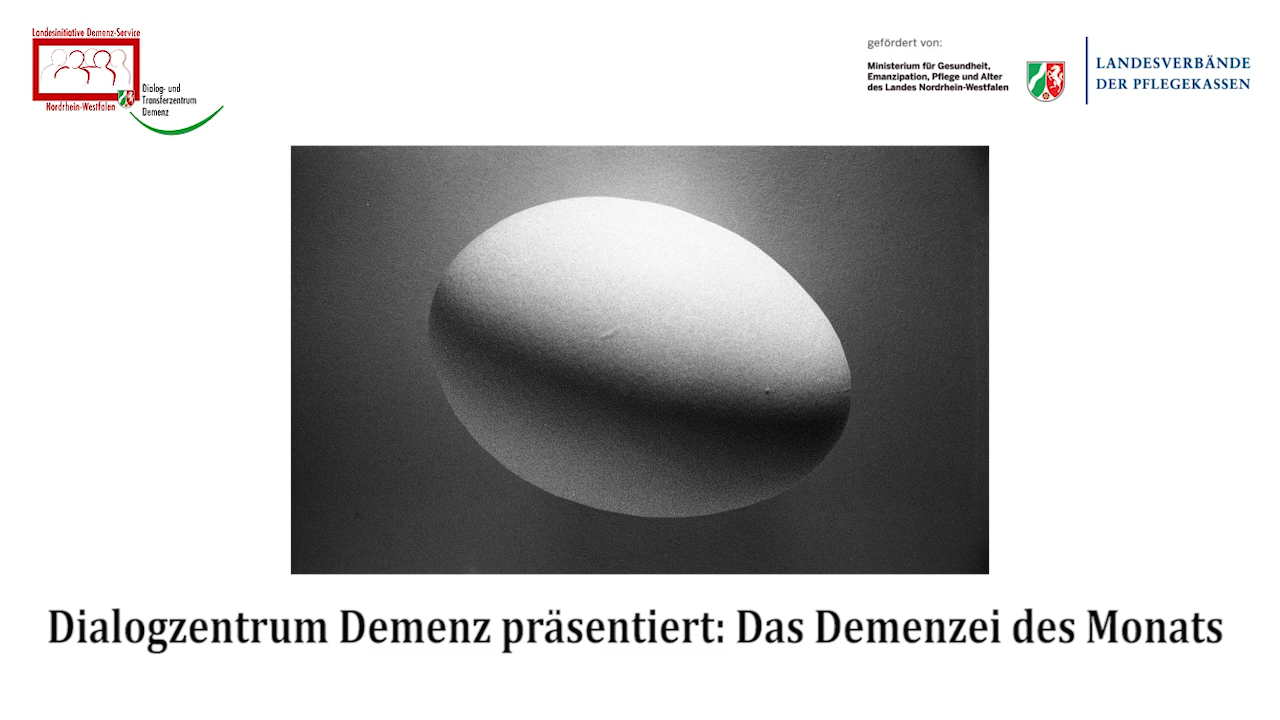 Landesinitiative Demenz-Service
Nordrhein-Westfalen
Dialog- und
Transferzentrum
Demenz
gefördert von:
Ministerium für Gesundheit,
Emanzipation, Pflege und Alter
des Landes Nordrhein-Westfalen
LANDESVERBÄNDE
DER PFLEGEKASSEN
Dialogzentrum Demenz präsentiert: Das Demenzei des Monats